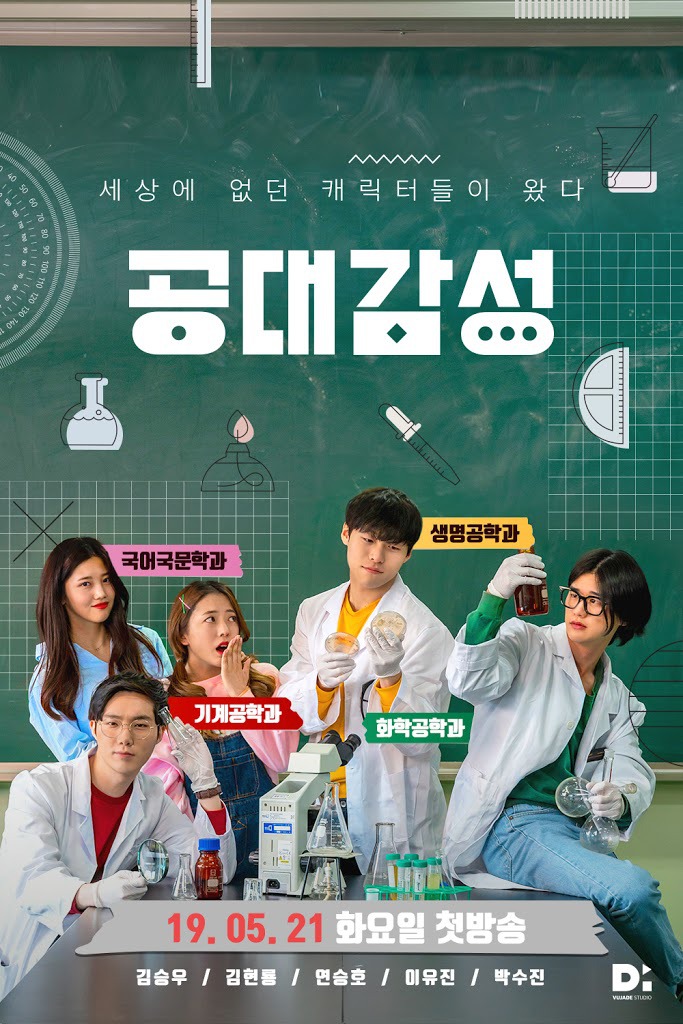 세상에 없던 캐릭터들이 왔다
공대감성
생명공학과
국어국문학과
기계공학과
화학공학과
19. 05. 21 화요일 첫방송
김승우 / 김현룡 / 연승호 / 이유진 / 박수진
D:
VUJADE STUDIO